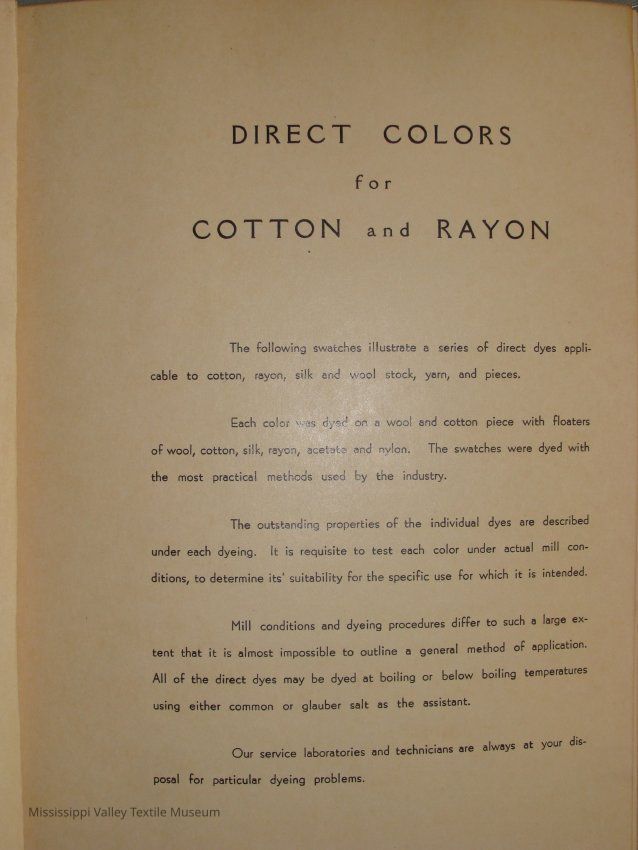 DIRECT COLORS
for
COTTON and RAYON
The following swatches illustrate a series of direct dyes appli-
cable to cotton, rayon, silk and wool stock, yarn, and pieces.
Each color was dyed on a wool and cotton piece with floaters
of wool, cotton, silk, rayon, acetate and nylon. The swatches were dyed with
the most practical methods used by the industry.
The outstanding properties of the individual dyes are described
under each dyeing. It is requisite to test each color under actual mill con-
ditions, to determine its' suitability for the specific use for which it is intended.
Mill conditions and dyeing procedures differ to such a large ex-
tent that it is almost impossible to outline a general method of application.
All of the direct dyes may be dyed at boiling or below boiling temperatures
using either common or glauber salt as the assistant.
Our service laboratories and technicians are always at your dis-
posal for particular dyeing problems.
Mississippi Valley Textile Museum